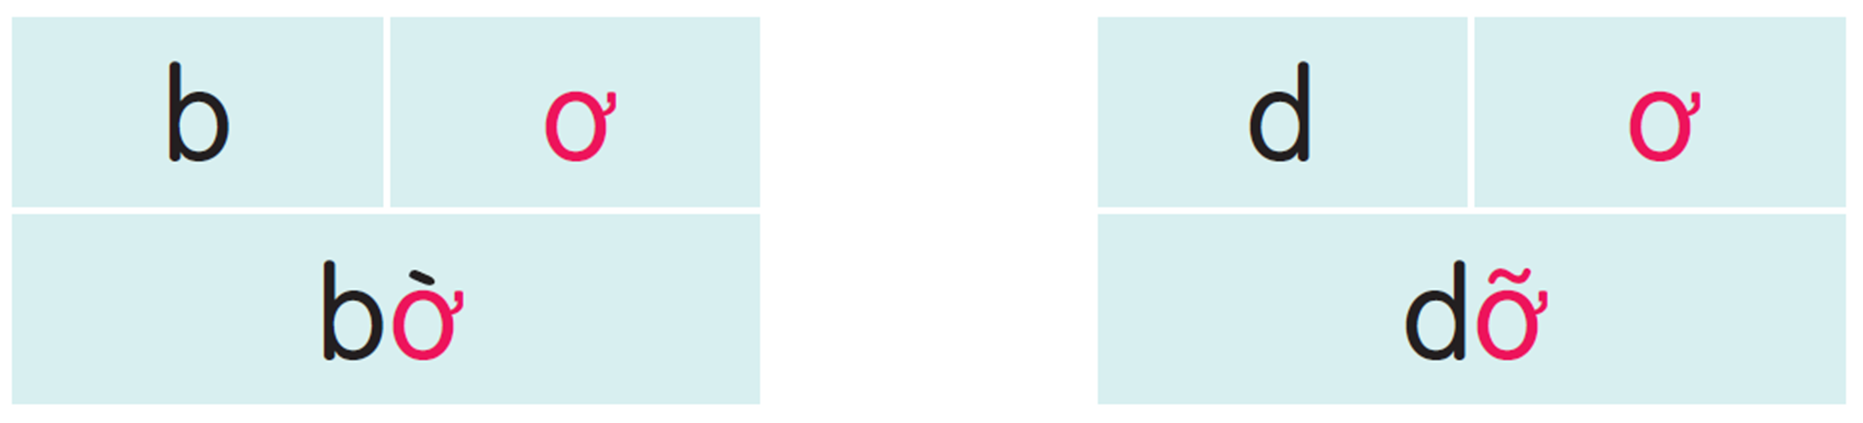 b ơ d ơ
bờ dỡ